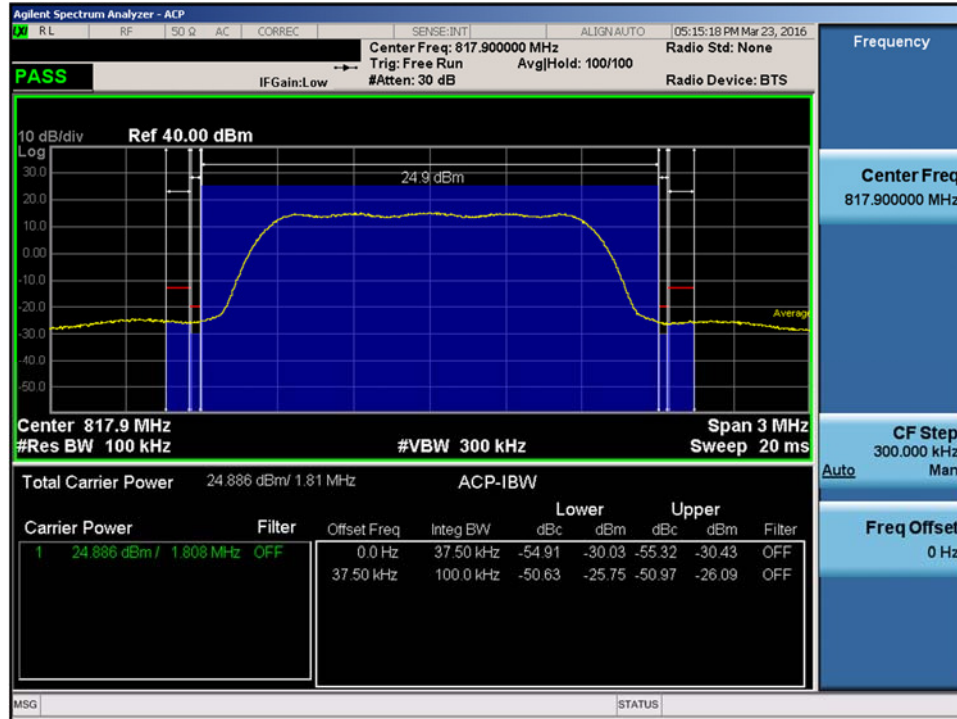 Agilent Spectrum Analyzer - ACP
LXI RL RF 50 Ω AC CORREC SENSE:INT ALIGN AUTO 05:15:18 PM Mar 23, 2016
Center Freq: 817.900000 MHz Radio Std: None
Trig: Free Run Avg|Hold: 100/100
PASS IFGain:Low #Atten: 30 dB Radio Device: BTS
10 dB/div Ref 40.00 dBm
Log
30.0
24.9 dBm
20.0
10.0
0.00
-10.0
-20.0
Average
-30.0
-40.0
-50.0
Center 817.9 MHz Span 3 MHz
#Res BW 100 kHz #VBW 300 kHz Sweep 20 ms
Total Carrier Power 24.886 dBm/ 1.81 MHz ACP-IBW
Lower Upper
Carrier Power Filter Offset Freq Integ BW dBc dBm dBc dBm Filter
1 24.886 dBm / 1.808 MHz OFF 0.0 Hz 37.50 kHz -54.91 -30.03 -55.32 -30.43 OFF
37.50 kHz 100.0 kHz -50.63 -25.75 -50.97 -26.09 OFF
MSG STATUS
Frequency
Center Freq
817.900000 MHz
CF Step
300.000 kHz
Auto Man
Freq Offset
0 Hz